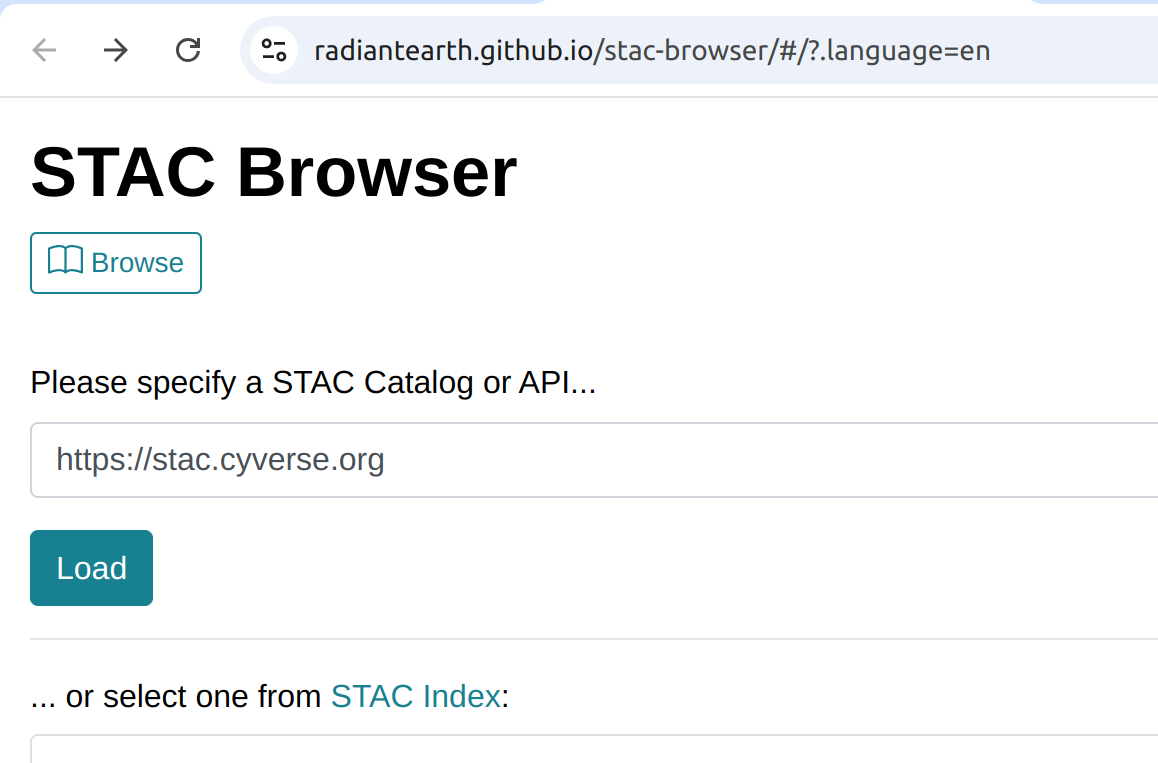 radiantearth.github.io/stac-browser/#/?.language=en
STAC Browser
Browse
Please specify a STAC Catalog or API...
https://stac.cyverse.org
Load
... or select one from STAC Index: